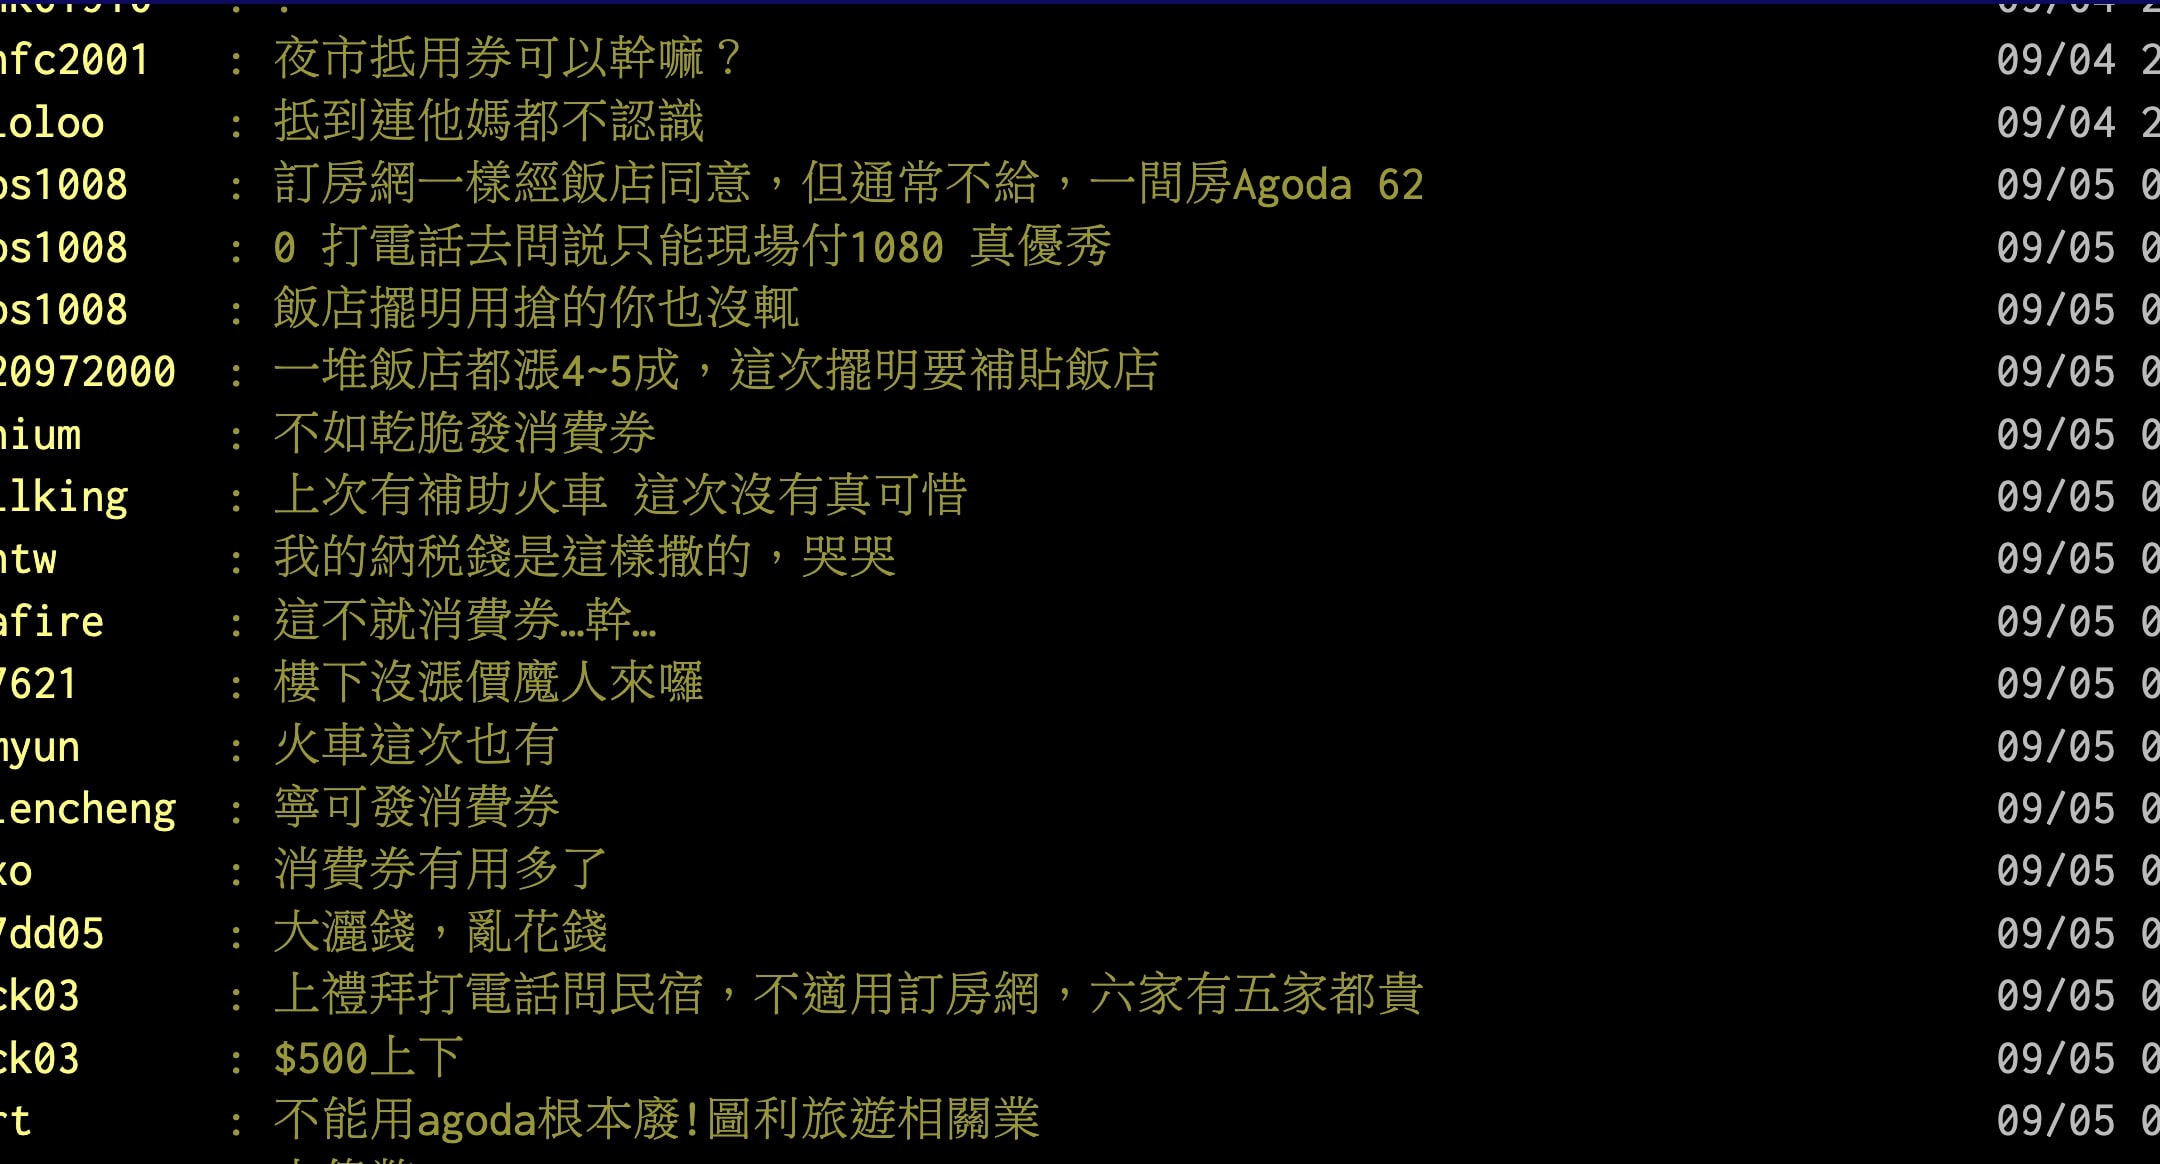 nfc2001 : 夜市抵用券可以幹嘛？ 09/04 2
ioloo : 抵到連他媽都不認識 09/04 2
os1008 : 訂房網一樣經飯店同意，但通常不給，一間房Agoda 62 09/05 0
os1008 : 0 打電話去問說只能現場付1080 真優秀 09/05 0
os1008 : 飯店擺明用搶的你也沒輒 09/05 0
20972000 : 一堆飯店都漲4~5成，這次擺明要補貼飯店 09/05 0
nium : 不如乾脆發消費券 09/05 0
ilking : 上次有補助火車 這次沒有真可惜 09/05 0
ntw : 我的納税錢是這樣撒的，哭哭 09/05 0
afire : 這不就消費券…幹… 09/05 0
7621 : 樓下沒漲價魔人來囉 09/05 0
myun : 火車這次也有 09/05 0
iencheng : 寧可發消費券 09/05 0
xo : 消費券有用多了 09/05 0
7dd05 : 大灑錢，亂花錢 09/05 0
ck03 : 上禮拜打電話問民宿，不適用訂房網，六家有五家都貴 09/05 0
ck03 : $500上下 09/05 0
rt : 不能用agoda根本廢!圖利旅遊相關業 09/05 0